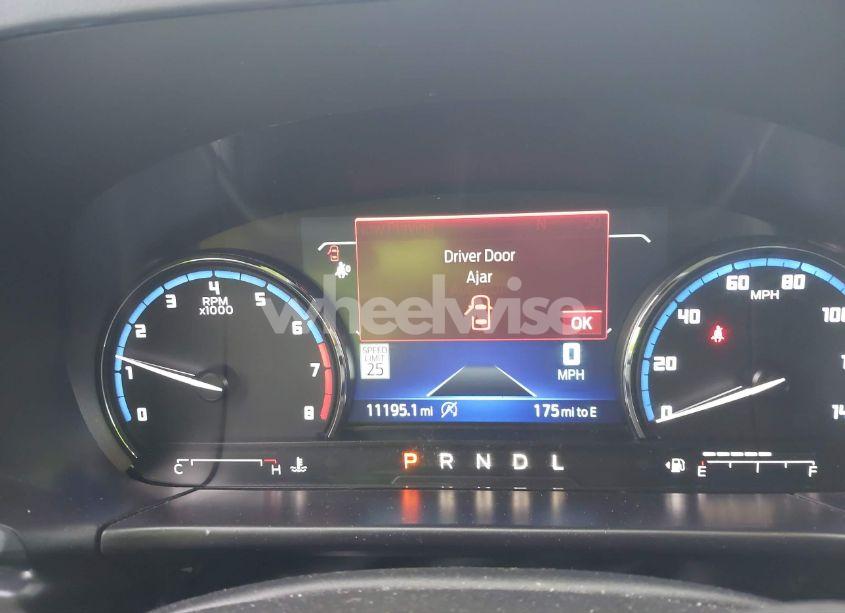 Driver Door
Ajar
wheelwise
OK
RPM
x1000
0
1
2
3
4
5
6
7
8
SPEED
LIMIT
25
0
MPH
0
20
40
60
80
MPH
11195.1 mi
175 mi to E
C
H
P R N D L
E
F